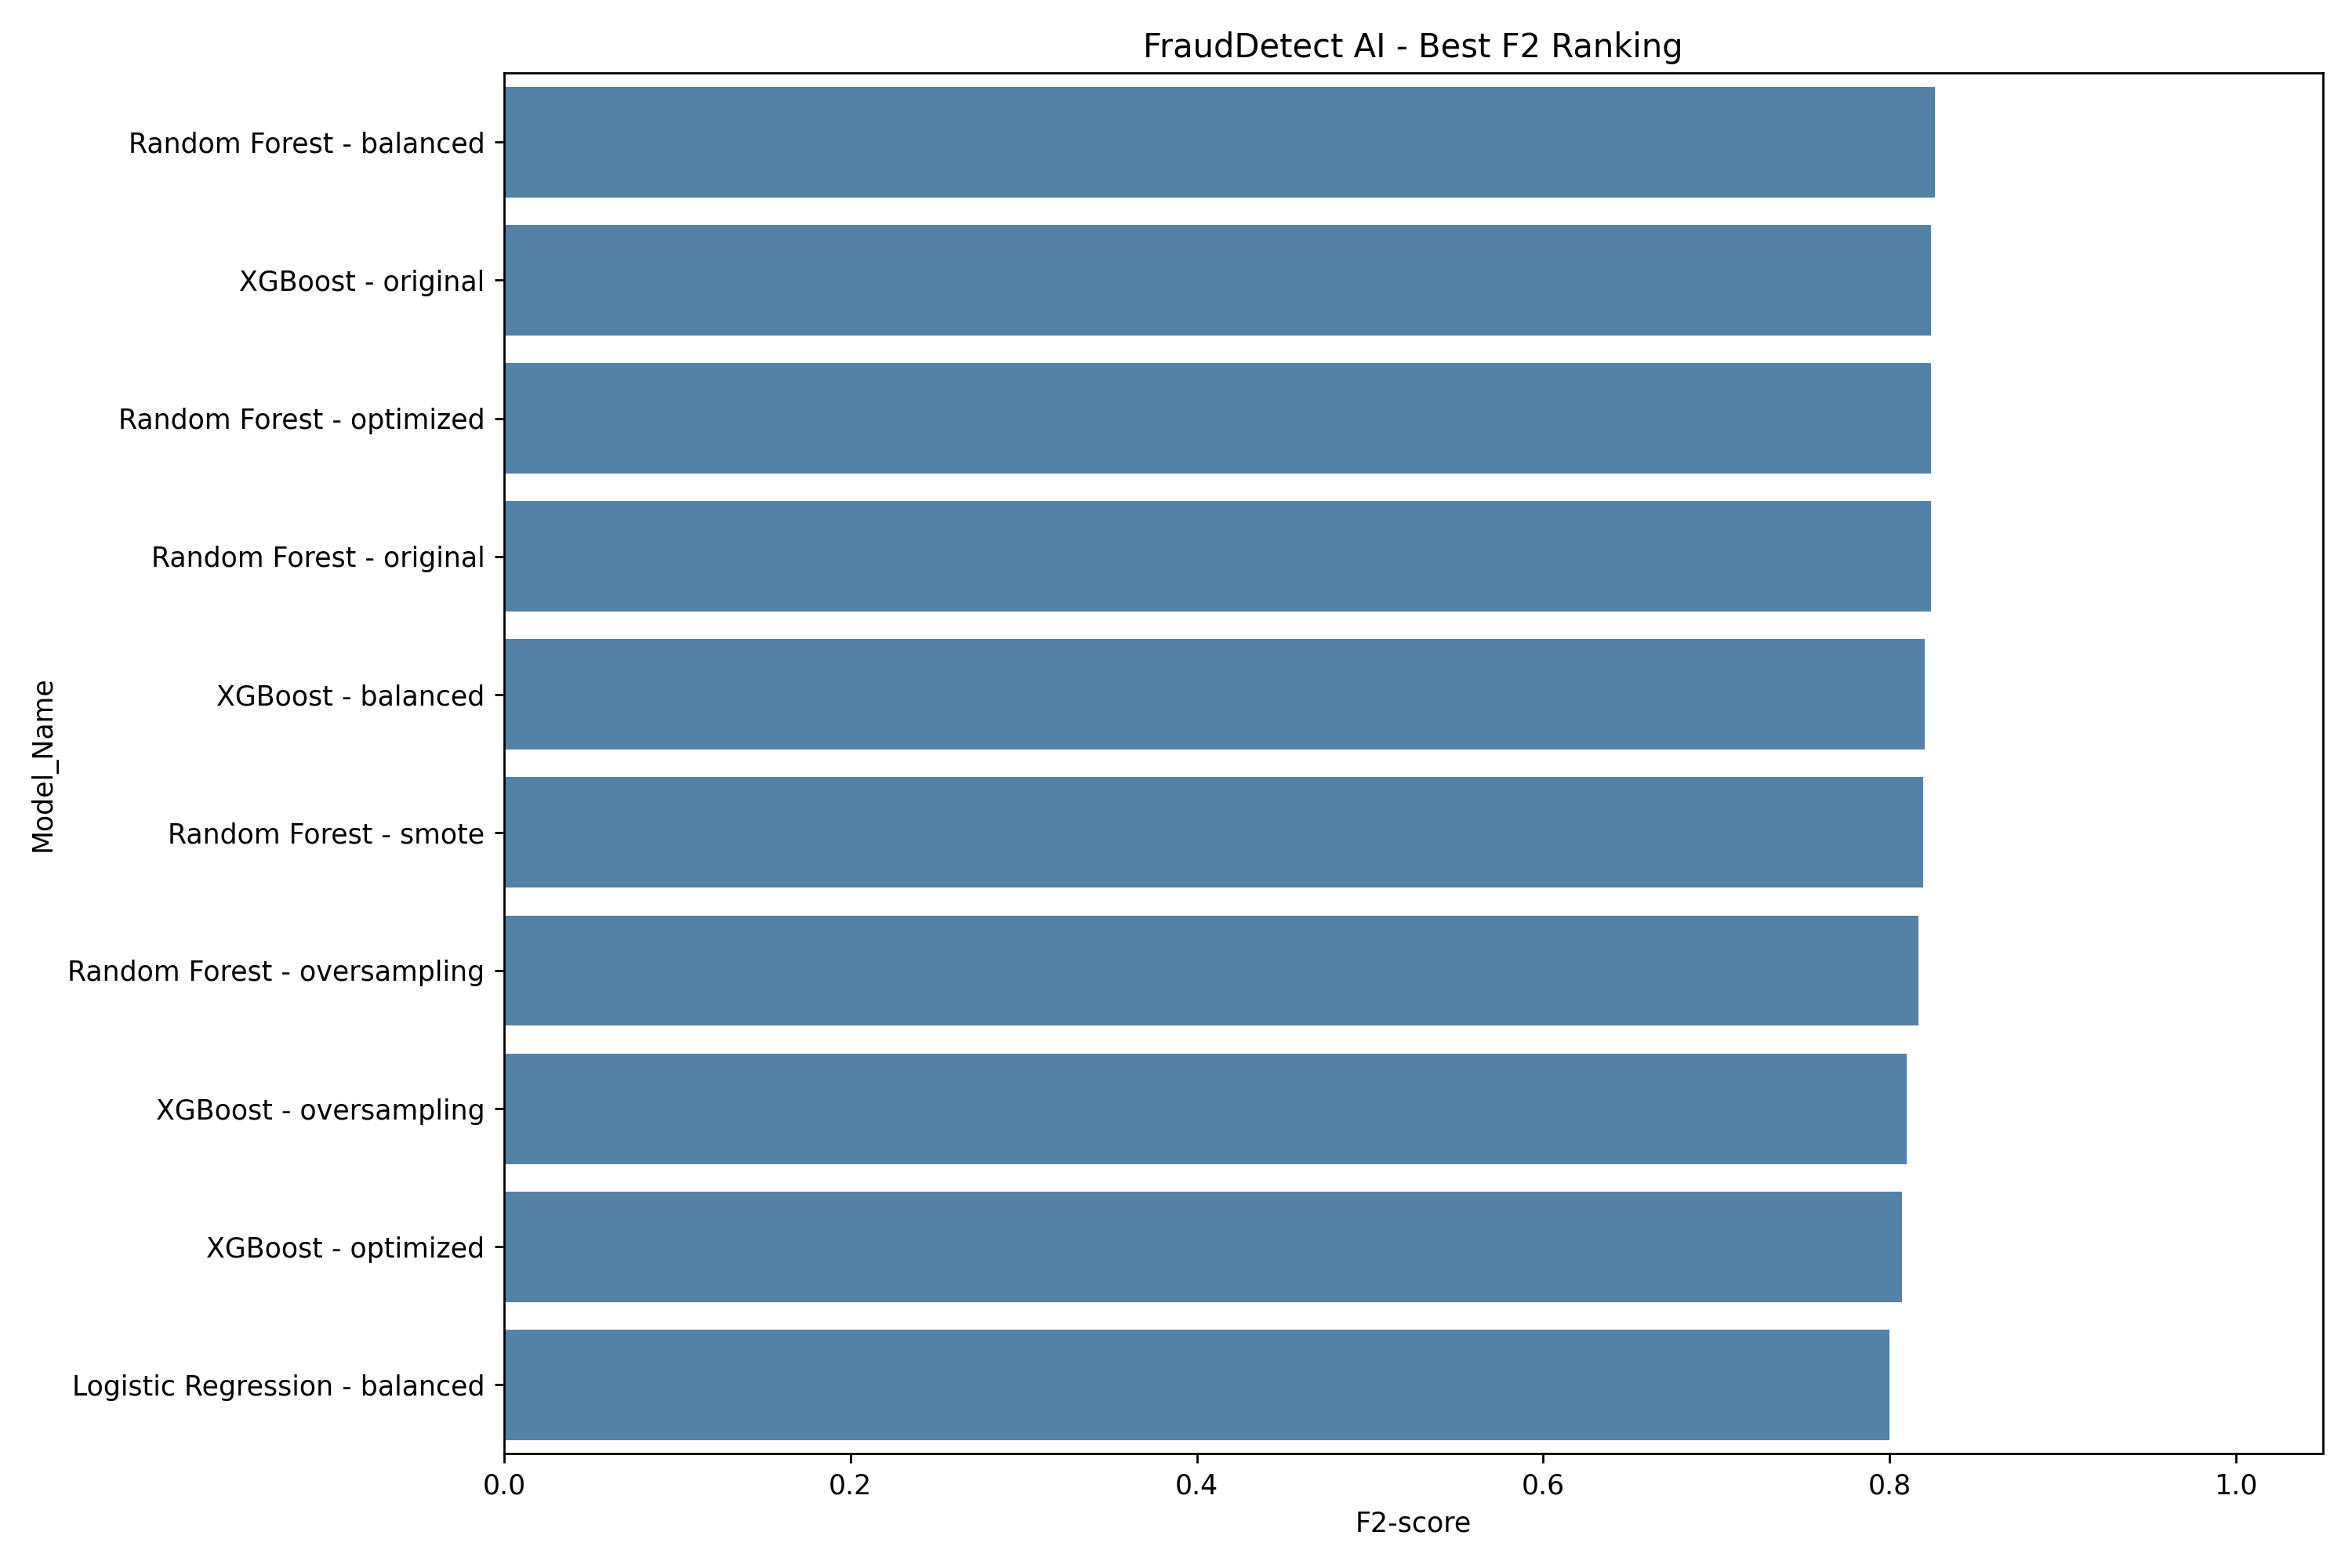 FraudDetect AI - Best F2 Ranking
Model_Name
Random Forest - balanced
XGBoost - original
Random Forest - optimized
Random Forest - original
XGBoost - balanced
Random Forest - smote
Random Forest - oversampling
XGBoost - oversampling
XGBoost - optimized
Logistic Regression - balanced
0.0 0.2 0.4 0.6 0.8 1.0
F2-score